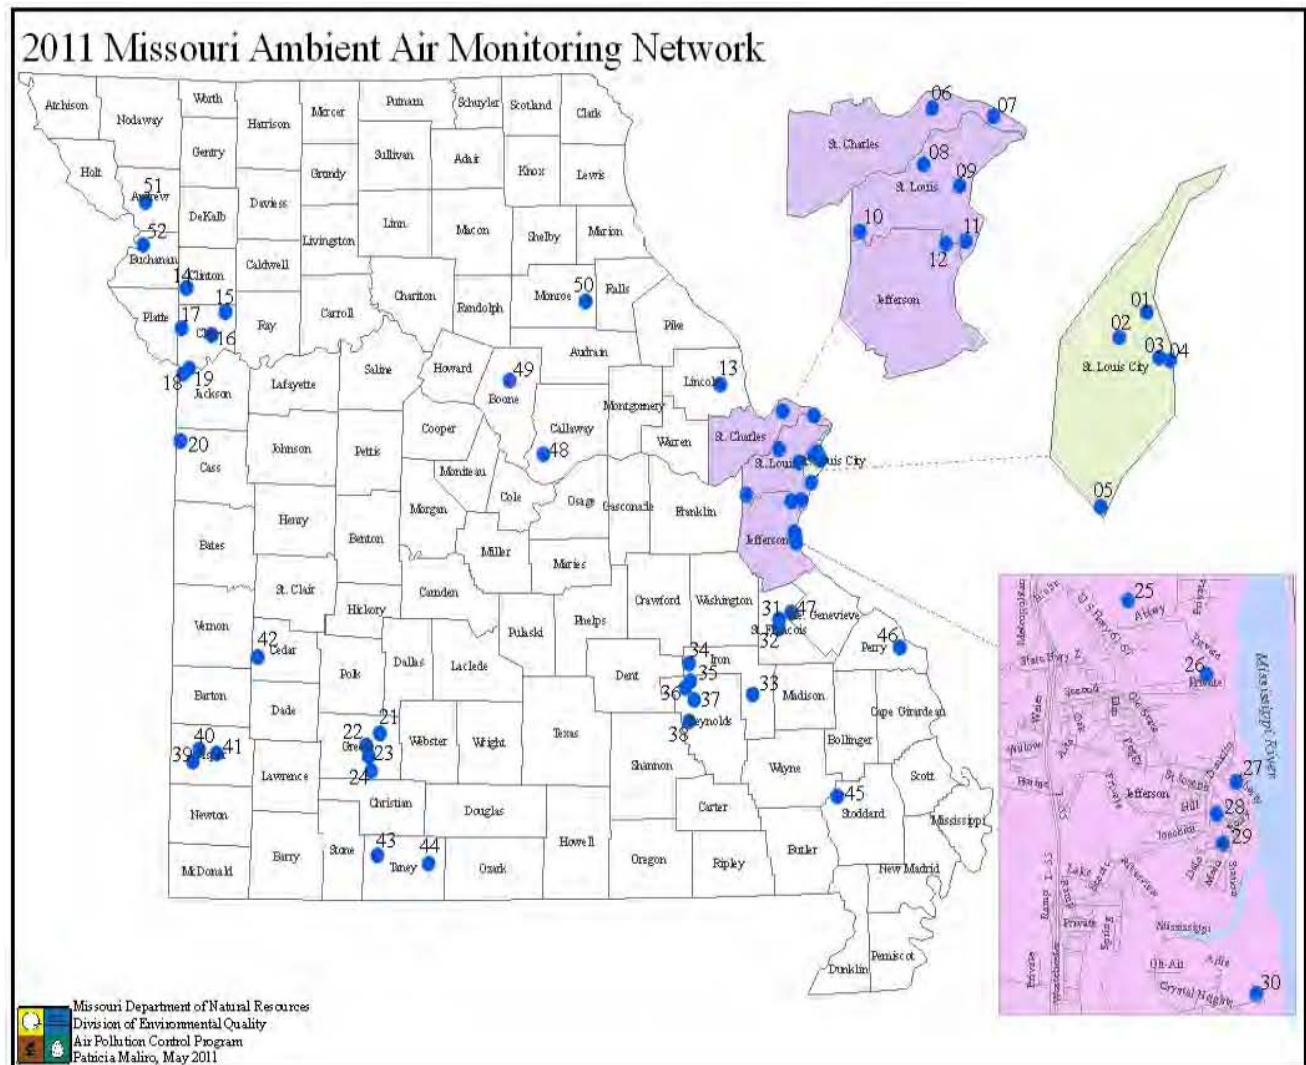 2011 Missouri Ambient Air Monitoring Network
Atchison
Nodaway
Worth
Harrison
Mercer
Putnam
Schuyler
Scotland
Clark
Holt
Gentry
Grundy
Sullivan
Adair
Knox
Lewis
51
Andrew
DeKalb
Daviess
Livingston
Linn
Macon
Shelby
Marion
52
Buchanan
Clinton
Caldwell
14
15
16
17
Platte
Ray
Carroll
Chariton
Randolph
Monroe
50
Ralls
Pike
Audrain
18
19
Jackson
Lafayette
Saline
Howard
49
Boone
Callaway
48
Montgomery
Lincoln
13
Warren
St. Charles
St. Louis
20
Cass
Johnson
Pettis
Cooper
Moniteau
Cole
Osage
Gasconade
Franklin
Jefferson
Bates
Henry
Benton
Morgan
Miller
Maries
St. Clair
Hickory
Camden
Pulaski
Phelps
Crawford
Washington
31
47
32
Vernon
42
Cedar
Polk
Dallas
Laclede
Dent
34
Iron
35
36
37
38
Reynolds
33
Madison
46
Perry
Cape Girardeau
Barton
Dade
21
22
23
24
Webster
Wright
Texas
Shannon
Bollinger
Wayne
Scott
39
40
41
Lawrence
Christian
Douglas
Howell
Carter
45
Stoddard
Mississippi
Newton
McDonald
Barry
Stone
43
Taney
44
Ozark
Oregon
Ripley
Butler
New Madrid
Dunklin
Pemiscot
06
07
St. Charles
08
09
St. Louis
10
11
12
Jefferson
01
02
03
04
St. Louis City
05
25
26
Private
Mississippi River
27
28
29
30
State Hwy Z
Jefferson
Hill
Private
Spring
Mississippi
Crystal Heights
Missouri Department of Natural Resources
Division of Environmental Quality
Air Pollution Control Program
Patricia Maliro, May 2011